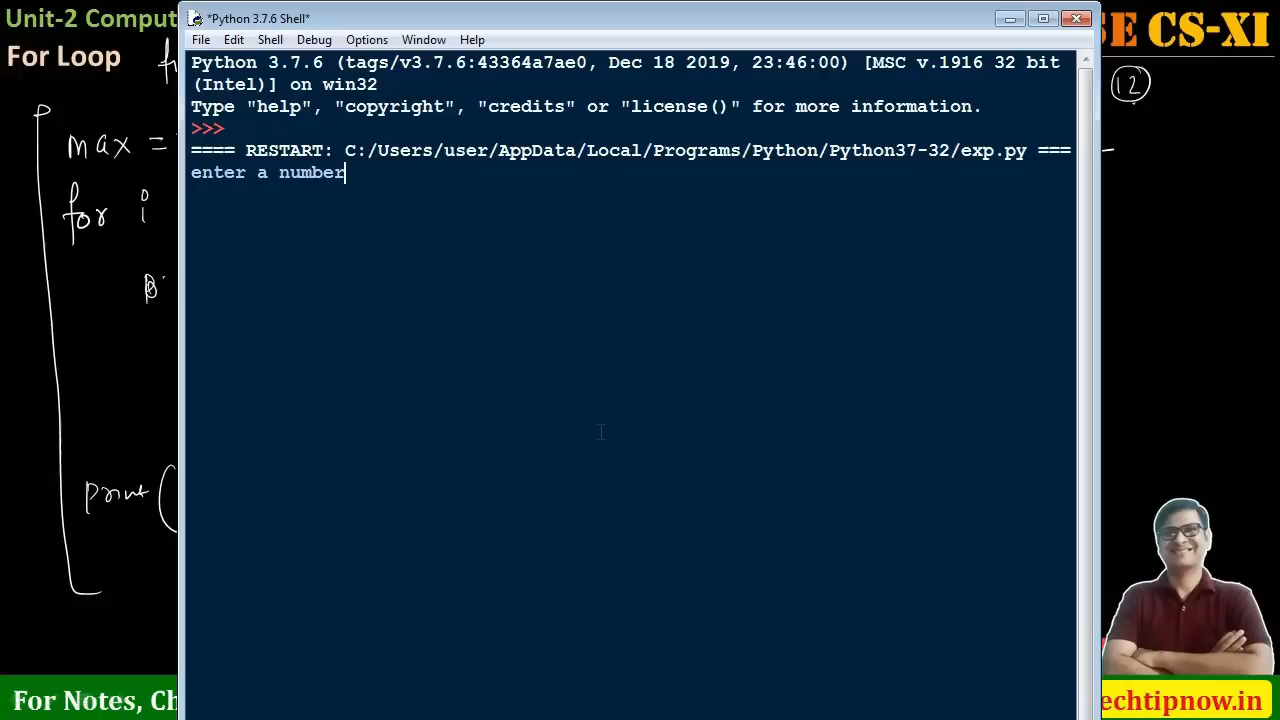 Unit-2 Comput
SE CS-XI
For Loop
*Python 3.7.6 Shell*
File Edit Shell Debug Options Window Help
Python 3.7.6 (tags/v3.7.6:43364a7ae0, Dec 18 2019, 23:46:00) [MSC v.1916 32 bit
(Intel)] on win32
Type "help", "copyright", "credits" or "license()" for more information.
>>>
==== RESTART: C:/Users/user/AppData/Local/Programs/Python/Python37-32/exp.py ===
enter a number
12
max =
for i
print (
For Notes, Ch
echtipnow.in